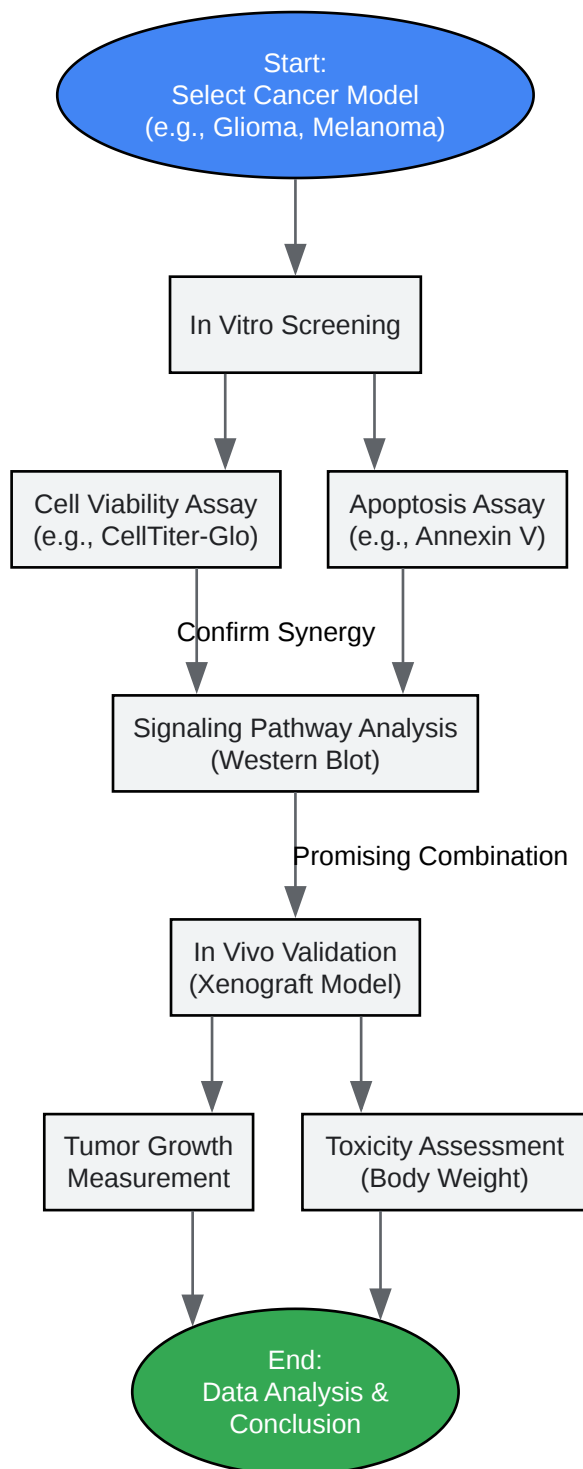 Start:
Select Cancer Model
(e.g., Glioma, Melanoma)
In Vitro Screening
Cell Viability Assay
(e.g., CellTiter-Glo)
Apoptosis Assay
(e.g., Annexin V)
Confirm Synergy
Signaling Pathway Analysis
(Western Blot)
Promising Combination
In Vivo Validation
(Xenograft Model)
Tumor Growth
Measurement
Toxicity Assessment
(Body Weight)
End:
Data Analysis &
Conclusion